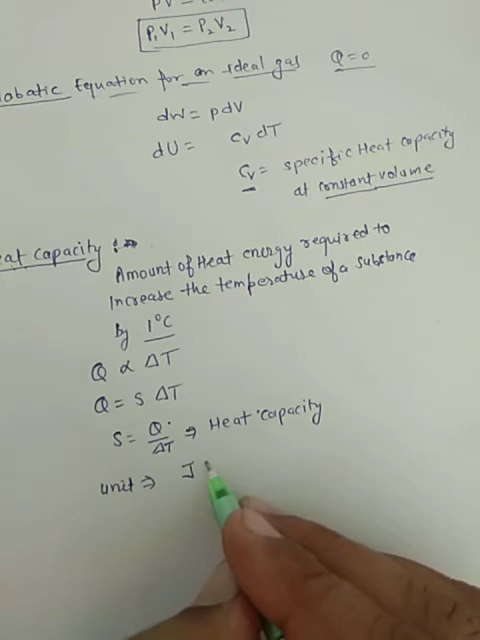 PV =
P₁V₁ = P₂V₂
iabatic Equation for an Ideal gas Q=0
dW = pdV
dU = Cv dT
Cv = specific Heat capacity
at constant volume
eat capacity :-
Amount of Heat energy required to
Increase the temperature of a substance
By 1°C
Q ∝ ΔT
Q = S ΔT
S = Q/ΔT ⇒ Heat capacity
unit ⇒ J